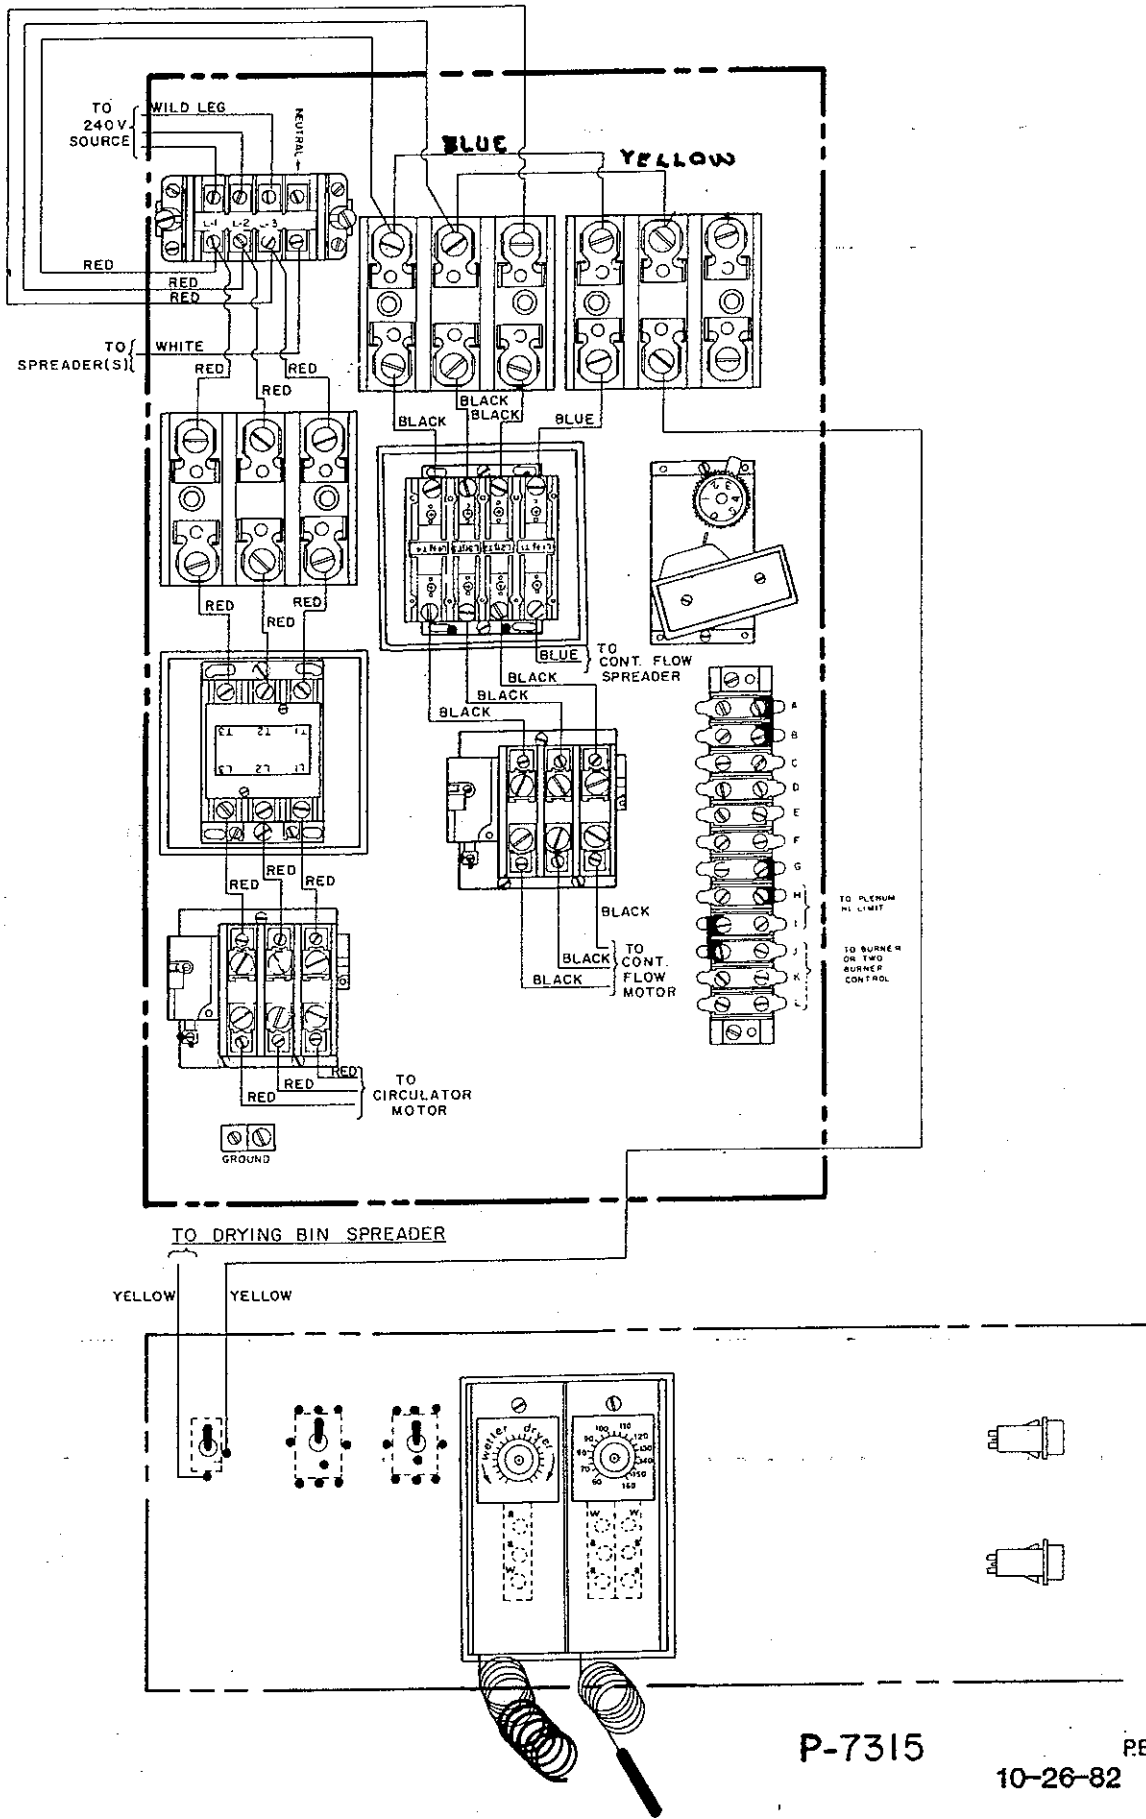 TO
240V
SOURCE
WILD LEG
NEUTRAL
BLUE
YELLOW
L-1 L-2 L-3
RED
RED
RED
TO
SPREADER(S)
WHITE
RED
RED
RED
BLACK
BLACK
BLACK
BLUE
RED
RED
RED
BLUE
TO
CONT. FLOW
SPREADER
BLACK
BLACK
BLACK
T3 T2 T1
L3 L2 L1
A
B
C
D
E
F
G
H
I
J
K
L
TO PLENUM
HI LIMIT
TO BURNER
OR TWO
BURNER
CONTROL
RED
RED
RED
BLACK
BLACK
BLACK
TO
CONT.
FLOW
MOTOR
RED
RED
RED
TO
CIRCULATOR
MOTOR
GROUND
TO DRYING BIN SPREADER
YELLOW
YELLOW
wetter dryer
60 70 80 90 100 110 120 130 140 150 160
R
R
W
W W
R R
R R
P-7315
10-26-82